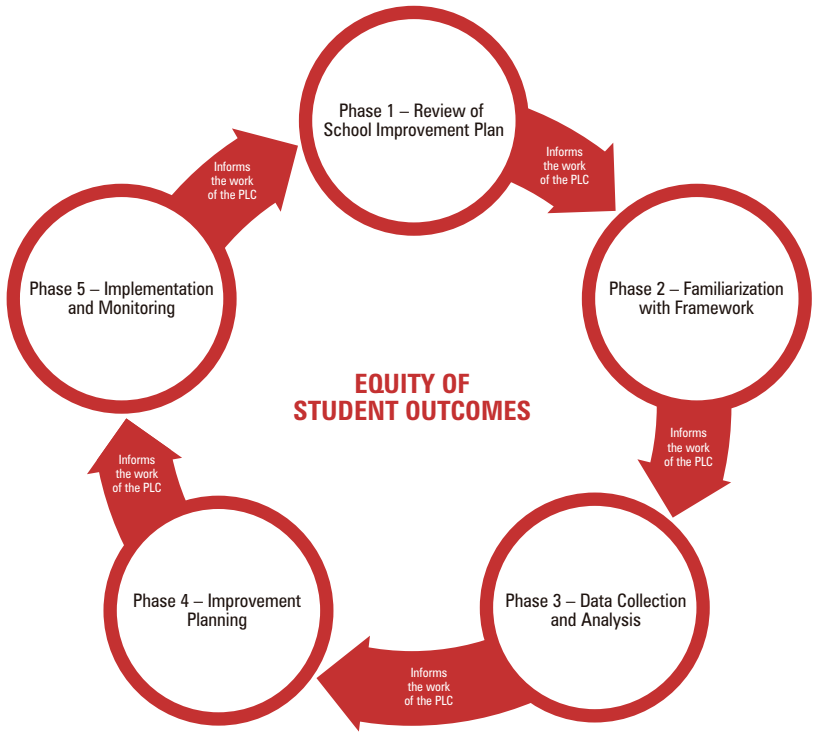 Phase 1 – Review of
School Improvement Plan
Informs
the work
of the PLC
Phase 2 – Familiarization
with Framework
Informs
the work
of the PLC
Phase 3 – Data Collection
and Analysis
Informs
the work
of the PLC
Phase 4 – Improvement
Planning
Informs
the work
of the PLC
Phase 5 – Implementation
and Monitoring
Informs
the work
of the PLC
EQUITY OF
STUDENT OUTCOMES